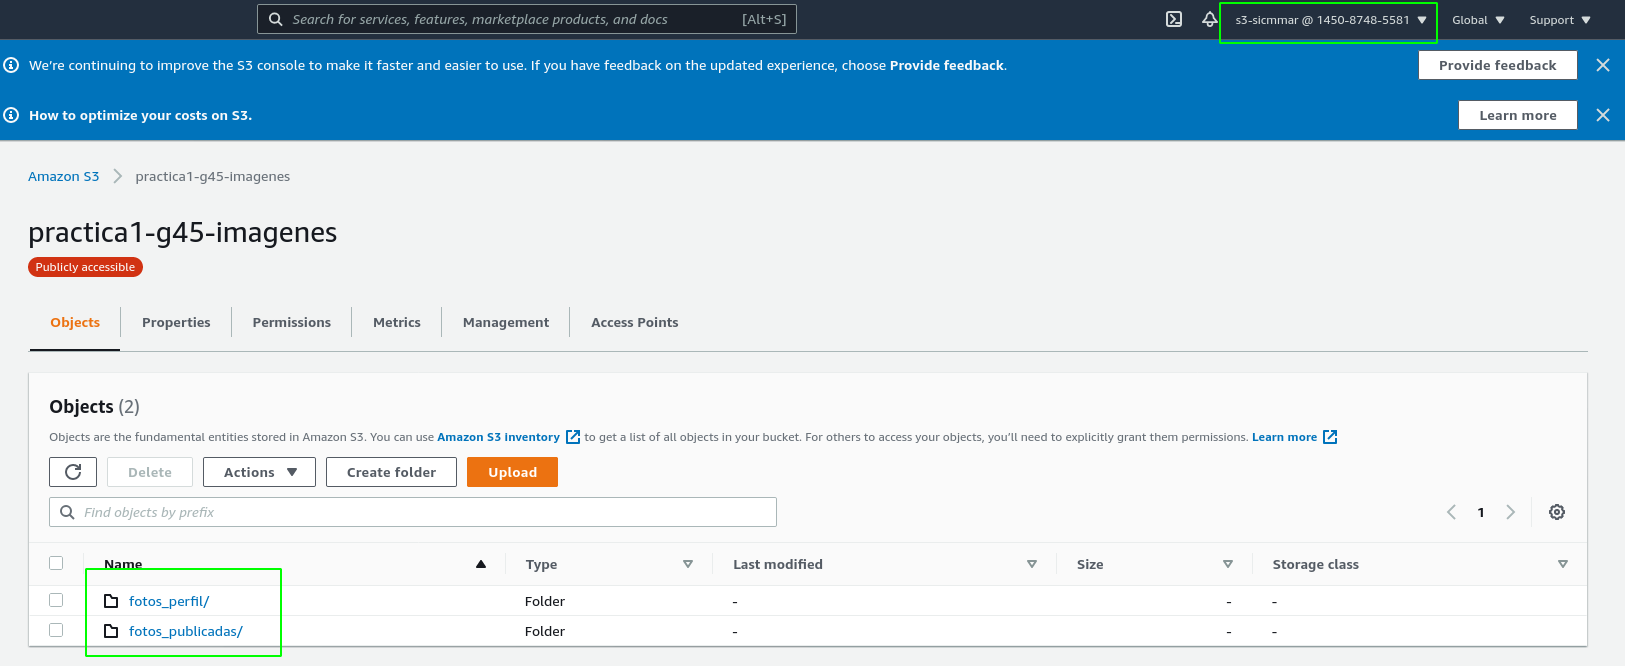 Search for services, features, marketplace products, and docs [Alt+S] s3-sicmmar @ 1450-8748-5581 Global Support
We're continuing to improve the S3 console to make it faster and easier to use. If you have feedback on the updated experience, choose Provide feedback. Provide feedback
How to optimize your costs on S3. Learn more
Amazon S3 practica1-g45-imagenes
practica1-g45-imagenes
Publicly accessible
Objects Properties Permissions Metrics Management Access Points
Objects (2)
Objects are the fundamental entities stored in Amazon S3. You can use Amazon S3 inventory to get a list of all objects in your bucket. For others to access your objects, you'll need to explicitly grant them permissions. Learn more
Delete Actions Create folder Upload
Find objects by prefix 1
Name Type Last modified Size Storage class
fotos_perfil/ Folder - - -
fotos_publicadas/ Folder - - -